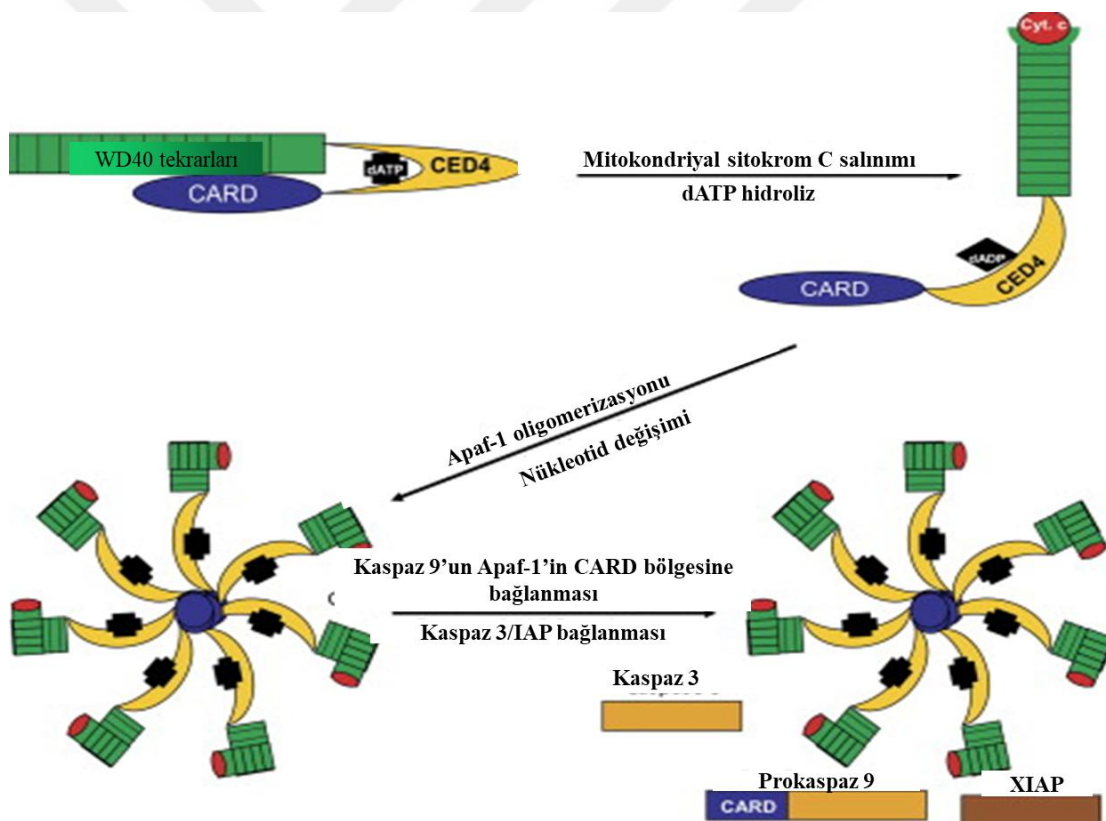 Cyt. c
WD40 tekrarları
dATP
CED4
CARD
Mitokondriyal sitokrom C salınımı
dATP hidroliz
dADP
CED4
CARD
Apaf-1 oligomerizasyonu
Nükleotid değişimi
Kaspaz 9’un Apaf-1’in CARD bölgesine
bağlanması
Kaspaz 3/IAP bağlanması
Kaspaz 3
Prokaspaz 9
XIAP
CARD